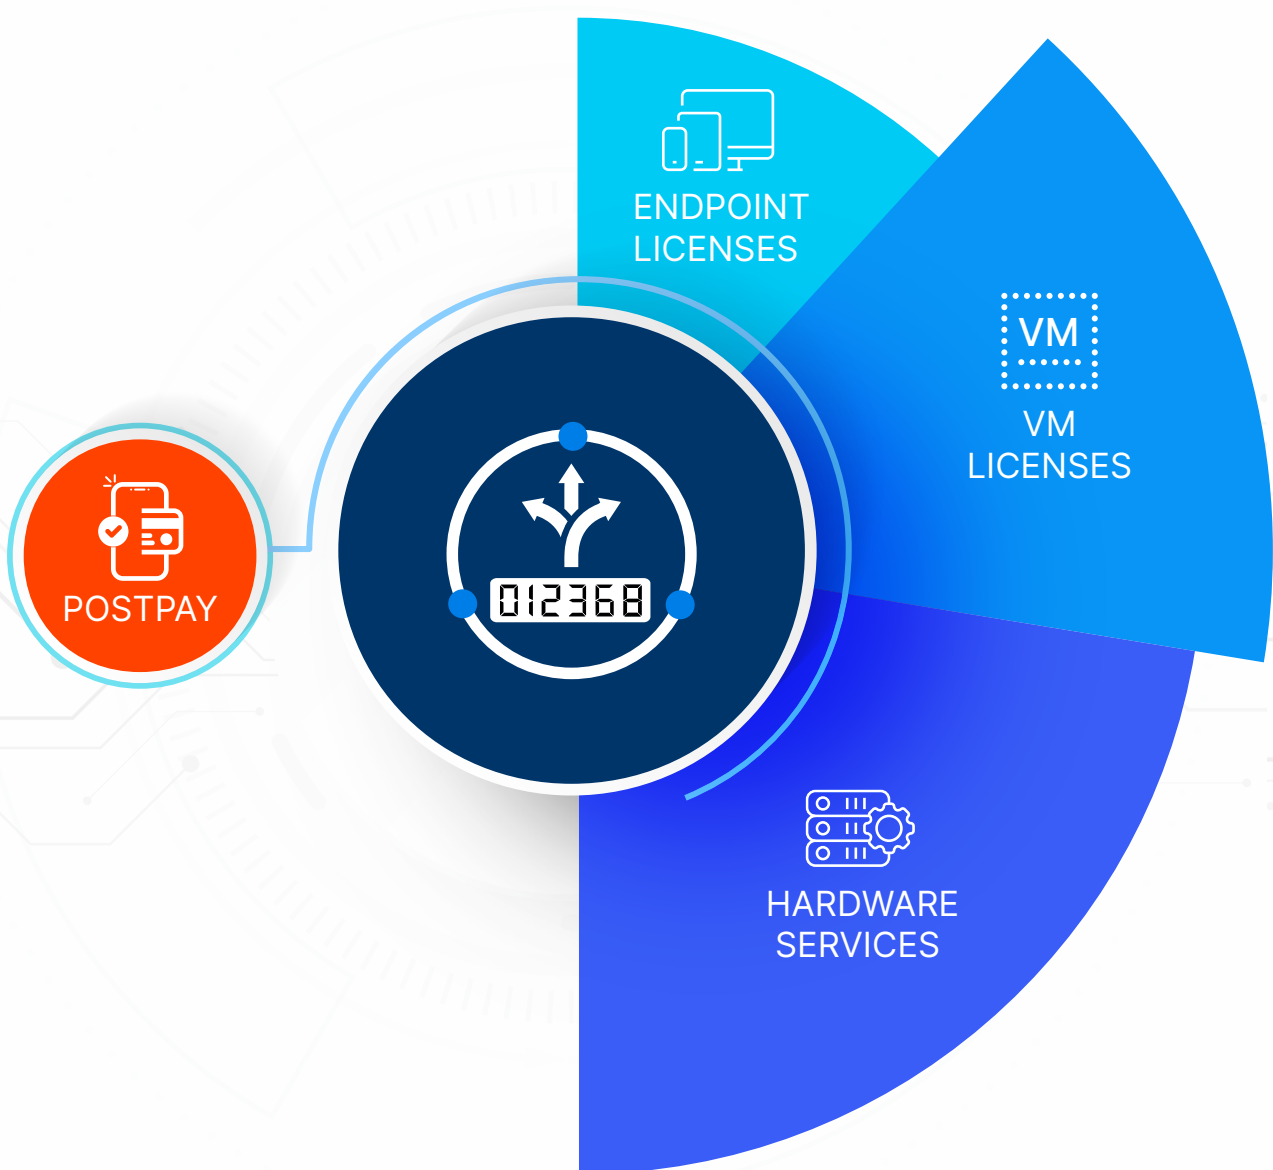 ENDPOINT
LICENSES
VM
VM
LICENSES
POSTPAY
012368
HARDWARE
SERVICES